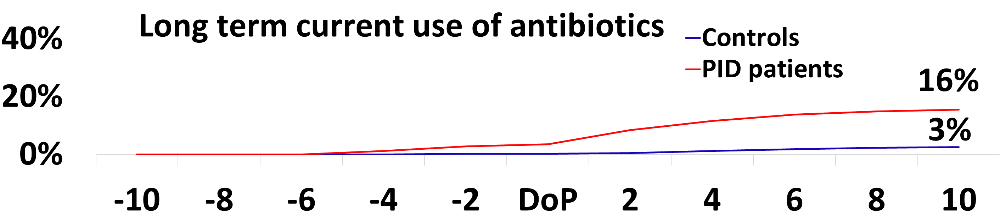 Long term current use of antibiotics
Controls
PID patients
40%
20%
0%
16%
3%
-10 -8 -6 -4 -2 DoP 2 4 6 8 10